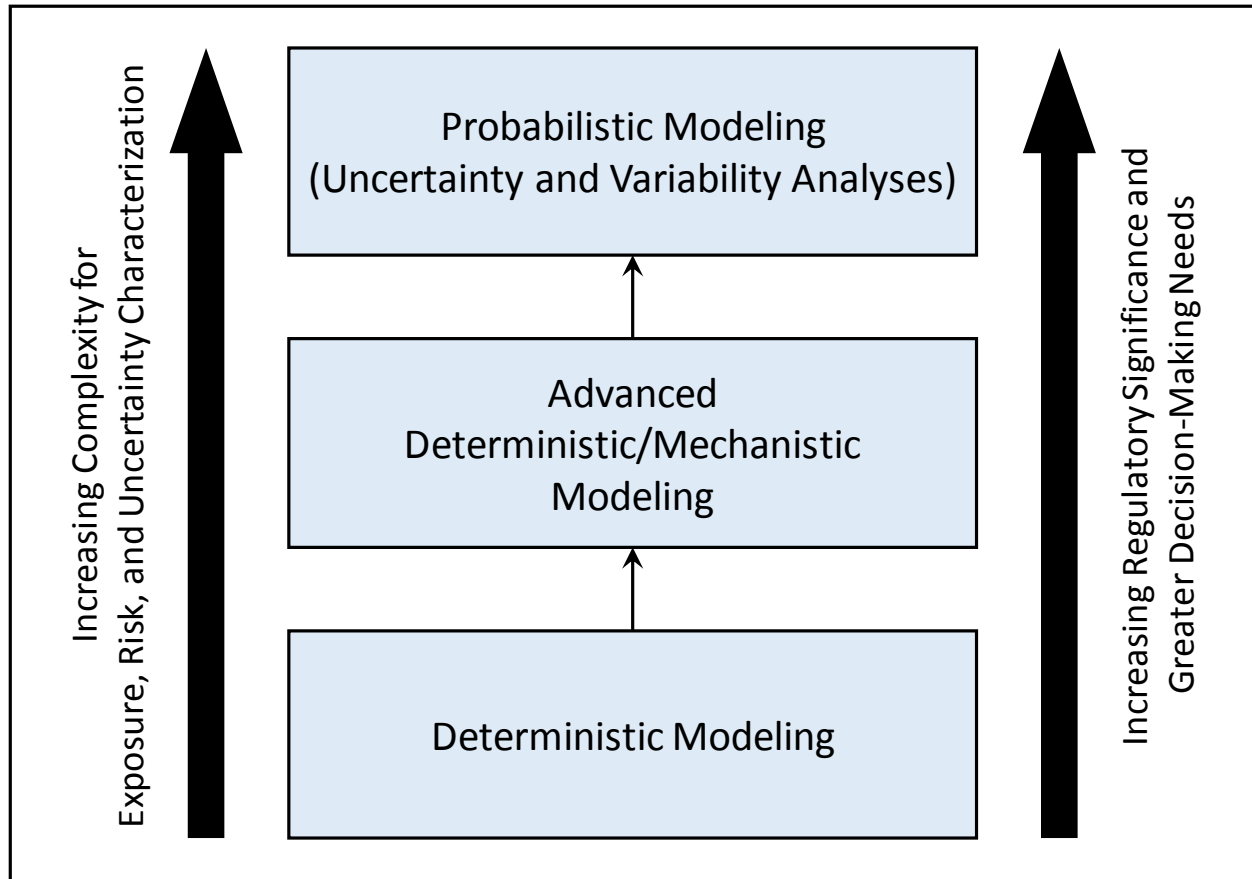 Increasing Complexity for
Exposure, Risk, and Uncertainty Characterization
Probabilistic Modeling
(Uncertainty and Variability Analyses)
Advanced
Deterministic/Mechanistic
Modeling
Deterministic Modeling
Increasing Regulatory Significance and
Greater Decision-Making Needs